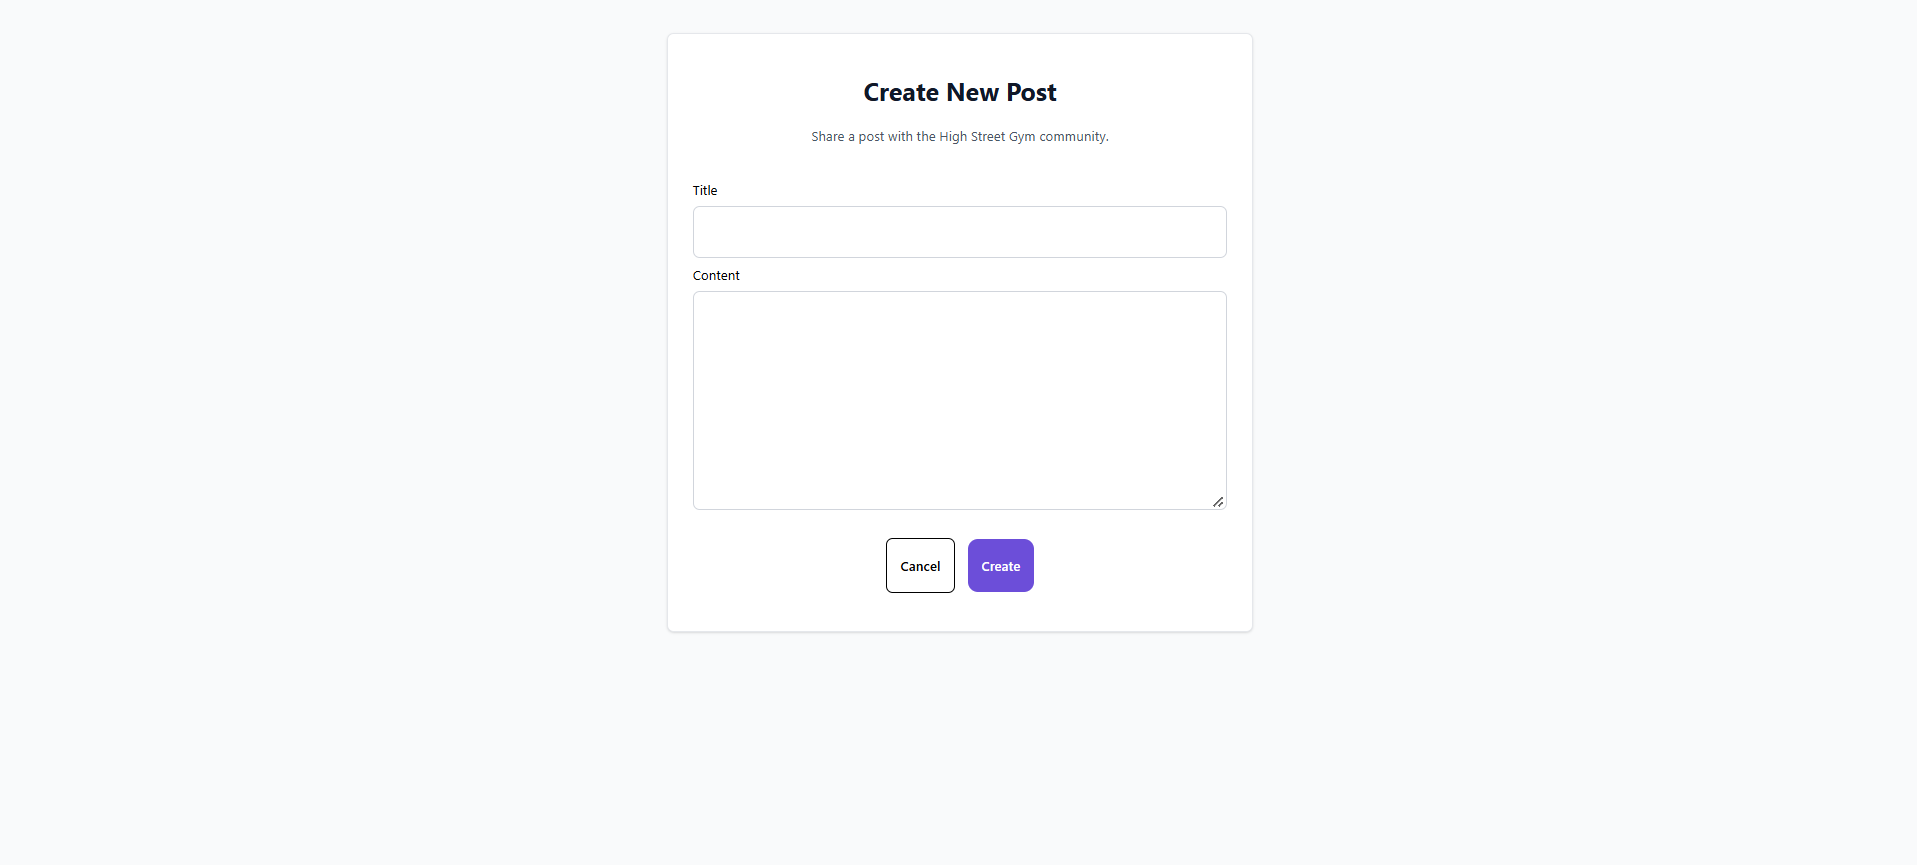 Create New Post
Share a post with the High Street Gym community.
Title
Content
Cancel
Create